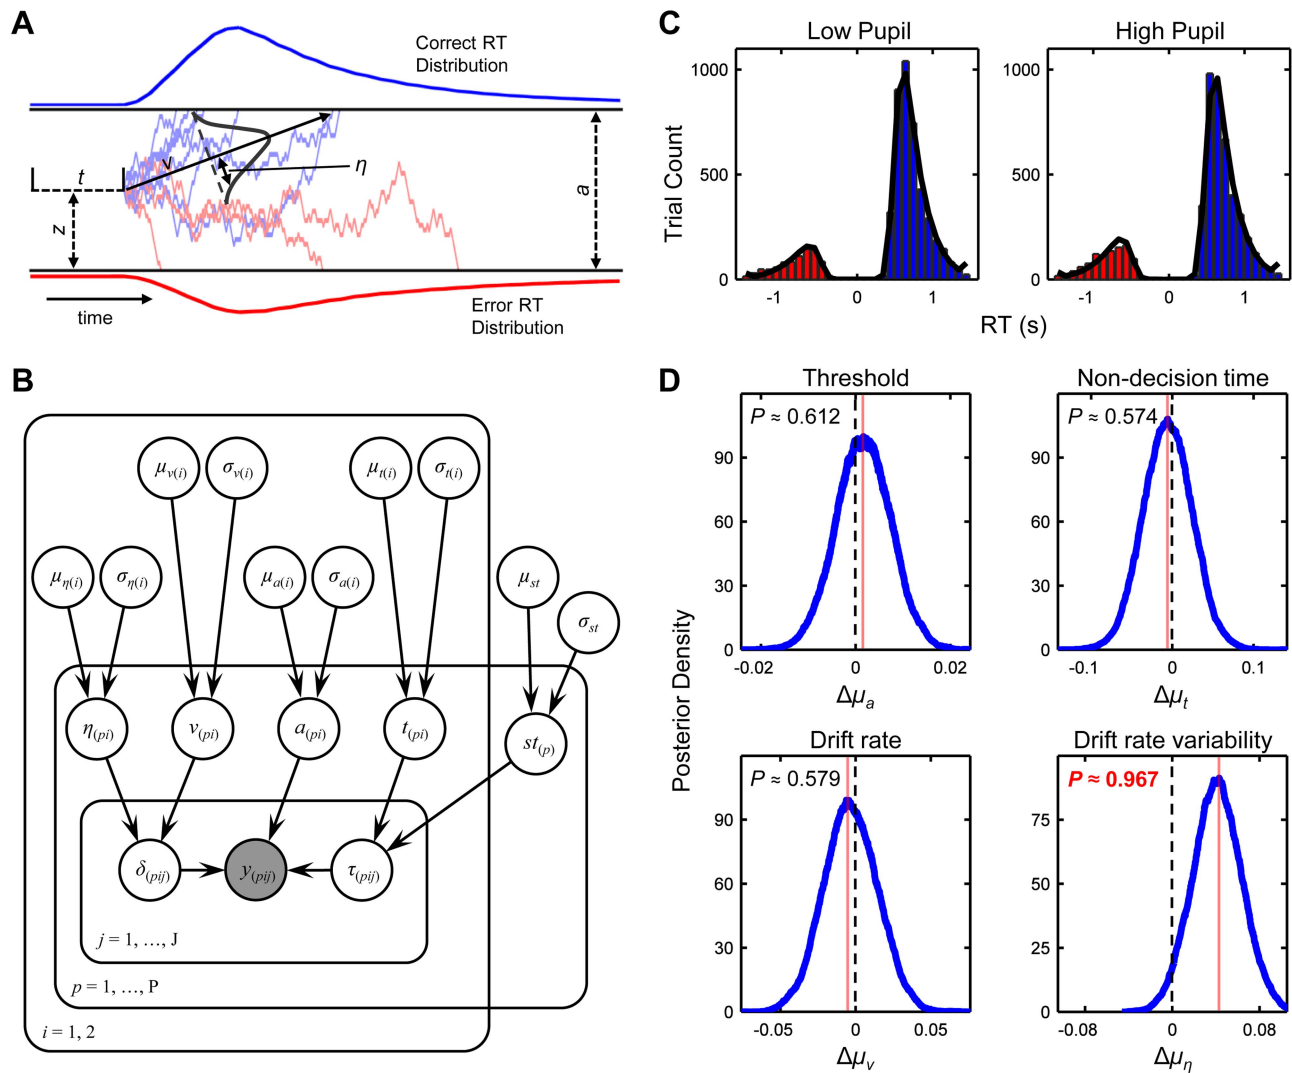 A
Correct RT
Distribution
t
v
η
a
z
time
Error RT
Distribution
B
μv(i)
σv(i)
μt(i)
σt(i)
μη(i)
ση(i)
μa(i)
σa(i)
μst
σst
η(pi)
v(pi)
a(pi)
t(pi)
st(p)
δ(pij)
y(pij)
τ(pij)
j = 1, …, J
p = 1, …, P
i = 1, 2
C
Low Pupil
High Pupil
Trial Count
1000
500
0
-1
0
1
1000
500
0
-1
0
1
RT (s)
D
Posterior Density
Threshold
P ≈ 0.612
90
60
30
0
-0.02
0
0.02
Δμa
Non-decision time
P ≈ 0.574
90
60
30
0
-0.1
0
0.1
Δμt
Drift rate
P ≈ 0.579
90
60
30
0
-0.05
0
0.05
Δμv
Drift rate variability
P ≈ 0.967
75
50
25
0
-0.08
0
0.08
Δμη